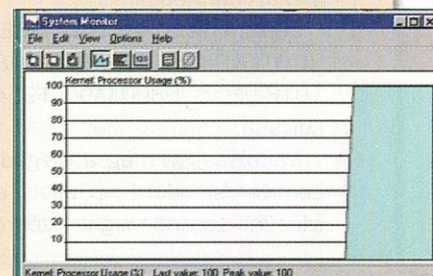 System Monitor
File Edit View Options Help
Kernel: Processor Usage (%)
100
90
80
70
60
50
40
30
20
10
Kernel: Processor Usage (%) Last value: 100 Peak value: 100